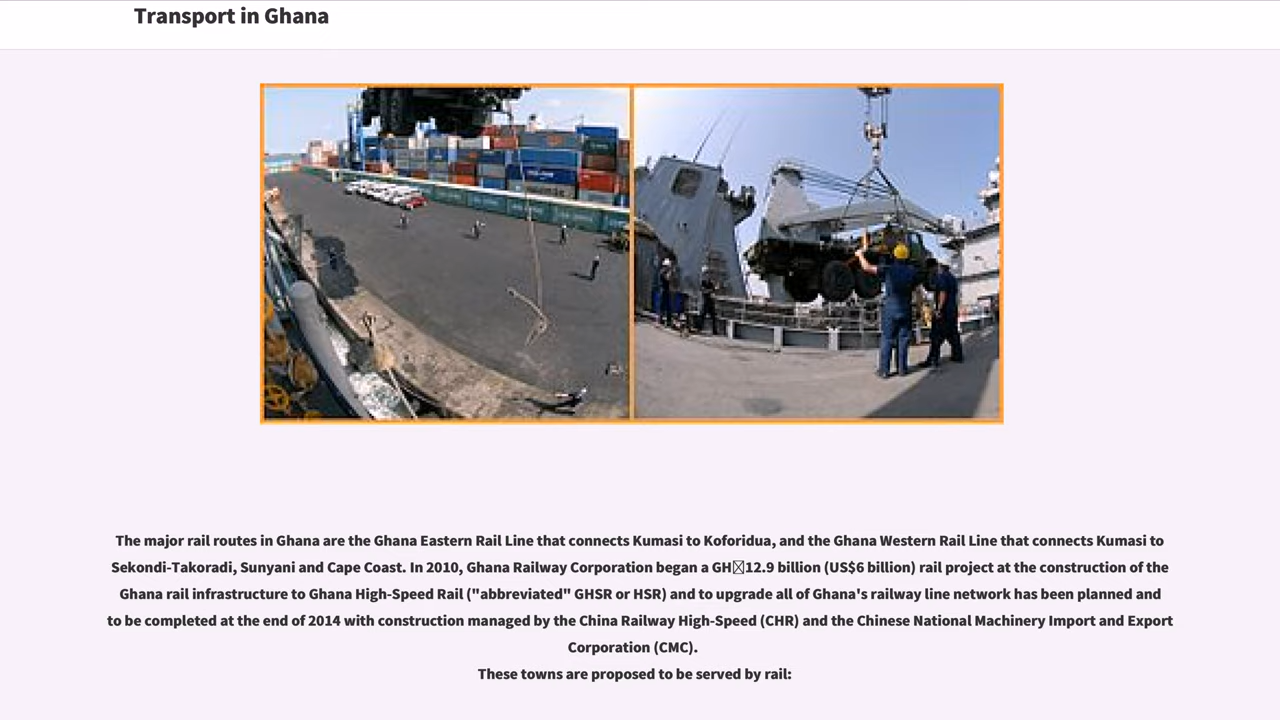 Transport in Ghana
The major rail routes in Ghana are the Ghana Eastern Rail Line that connects Kumasi to Koforidua, and the Ghana Western Rail Line that connects Kumasi to
Sekondi-Takoradi, Sunyani and Cape Coast. In 2010, Ghana Railway Corporation began a GH□12.9 billion (US$6 billion) rail project at the construction of the
Ghana rail infrastructure to Ghana High-Speed Rail ("abbreviated" GHSR or HSR) and to upgrade all of Ghana's railway line network has been planned and
to be completed at the end of 2014 with construction managed by the China Railway High-Speed (CHR) and the Chinese National Machinery Import and Export
Corporation (CMC).
These towns are proposed to be served by rail: